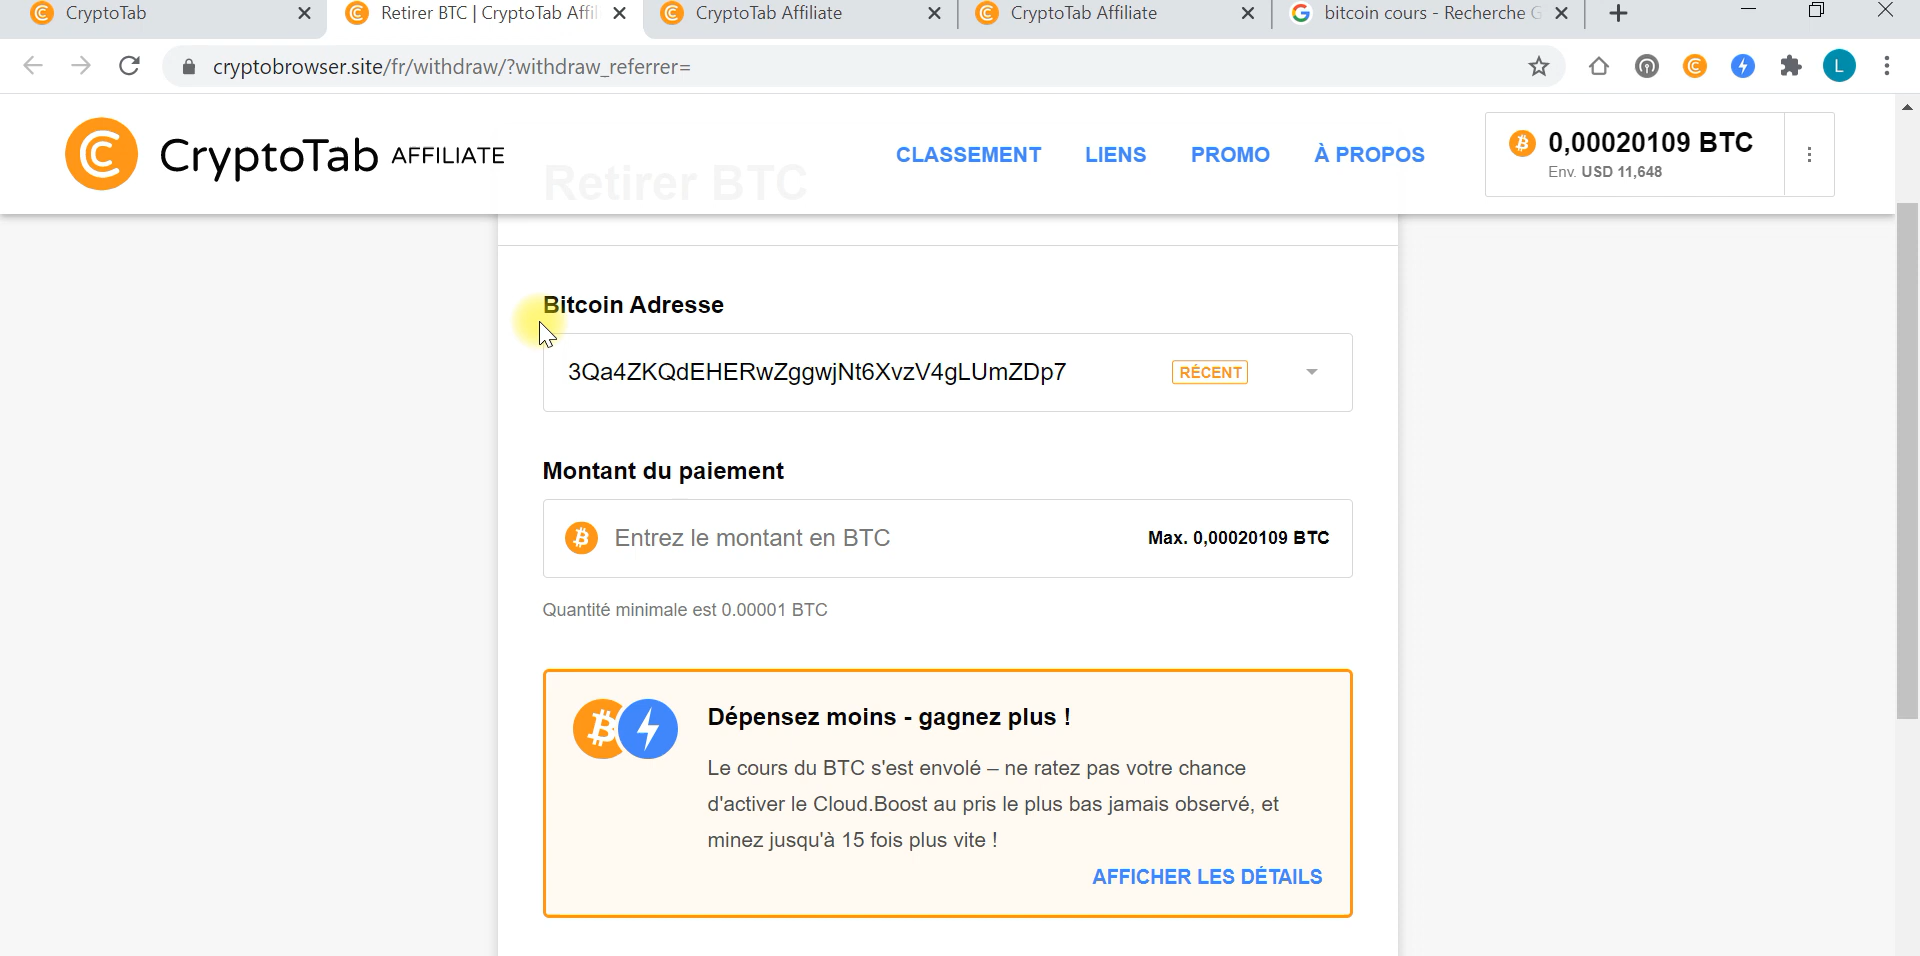 CryptoTab
Retirer BTC | CryptoTab Affil
CryptoTab Affiliate
CryptoTab Affiliate
bitcoin cours - Recherche G
cryptobrowser.site/fr/withdraw/?withdraw_referrer=
L
CryptoTab AFFILIATE
Retirer BTC
CLASSEMENT
LIENS
PROMO
À PROPOS
0,00020109 BTC
Env. USD 11,648
Bitcoin Adresse
3Qa4ZKQdEHERwZggwjNt6XvzV4gLUmZDp7
RÉCENT
Montant du paiement
Entrez le montant en BTC
Max. 0,00020109 BTC
Quantité minimale est 0.00001 BTC
Dépensez moins - gagnez plus !
Le cours du BTC s'est envolé – ne ratez pas votre chance
d'activer le Cloud.Boost au pris le plus bas jamais observé, et
minez jusqu'à 15 fois plus vite !
AFFICHER LES DÉTAILS